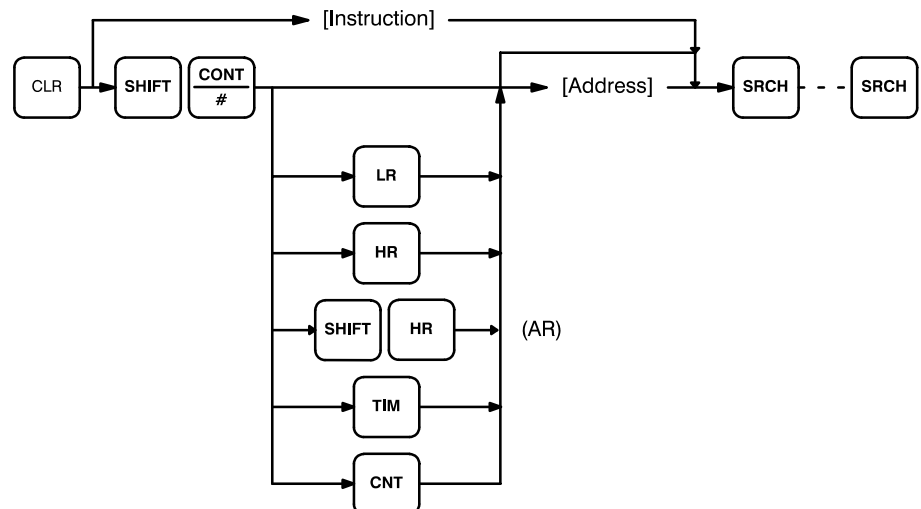 [Instruction]
CLR SHIFT CONT
# [Address] SRCH SRCH
LR
HR
SHIFT HR (AR)
TIM
CNT